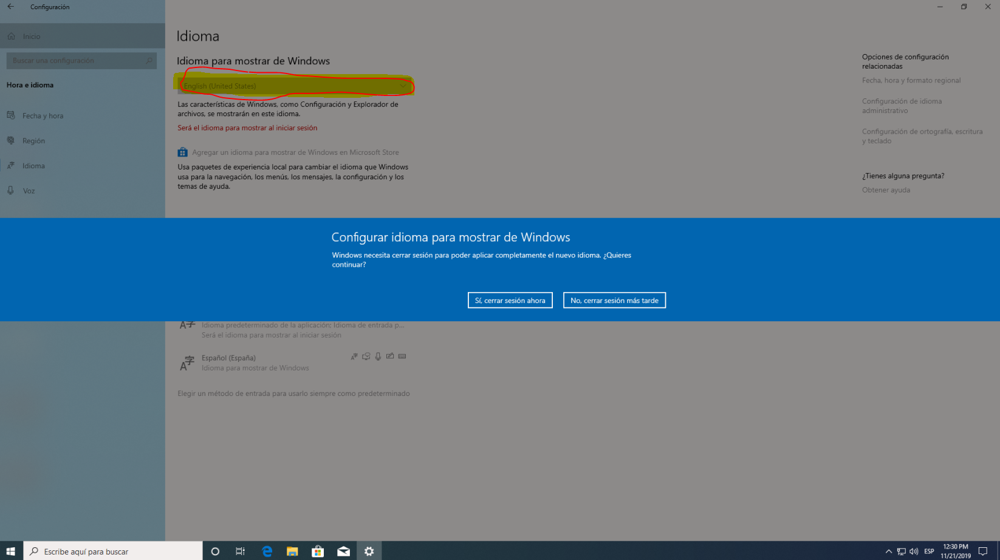 Configuración
Inicio
Buscar una configuración
Hora e idioma
Fecha y hora
Región
Idioma
Voz
Idioma
Idioma para mostrar de Windows
English (United States)
Las características de Windows, como Configuración y Explorador de
archivos, se mostrarán en este idioma.
Será el idioma para mostrar al iniciar sesión
Agregar un idioma para mostrar de Windows en Microsoft Store
Usa paquetes de experiencia local para cambiar el idioma que Windows
usa para la navegación, los menús, los mensajes, la configuración y los
temas de ayuda.
Opciones de configuración
relacionadas
Fecha, hora y formato regional
Configuración de idioma
administrativo
Configuración de ortografía, escritura
y teclado
¿Tienes alguna pregunta?
Obtener ayuda
Configurar idioma para mostrar de Windows
Windows necesita cerrar sesión para poder aplicar completamente el nuevo idioma. ¿Quieres
continuar?
Sí, cerrar sesión ahora
No, cerrar sesión más tarde
Idioma predeterminado de la aplicación; Idioma de entrada p...
Será el idioma para mostrar al iniciar sesión
Español (España)
Idioma para mostrar de Windows
Elegir un método de entrada para usarlo siempre como predeterminado
Escribe aquí para buscar
ESP
12:30 PM
11/21/2019